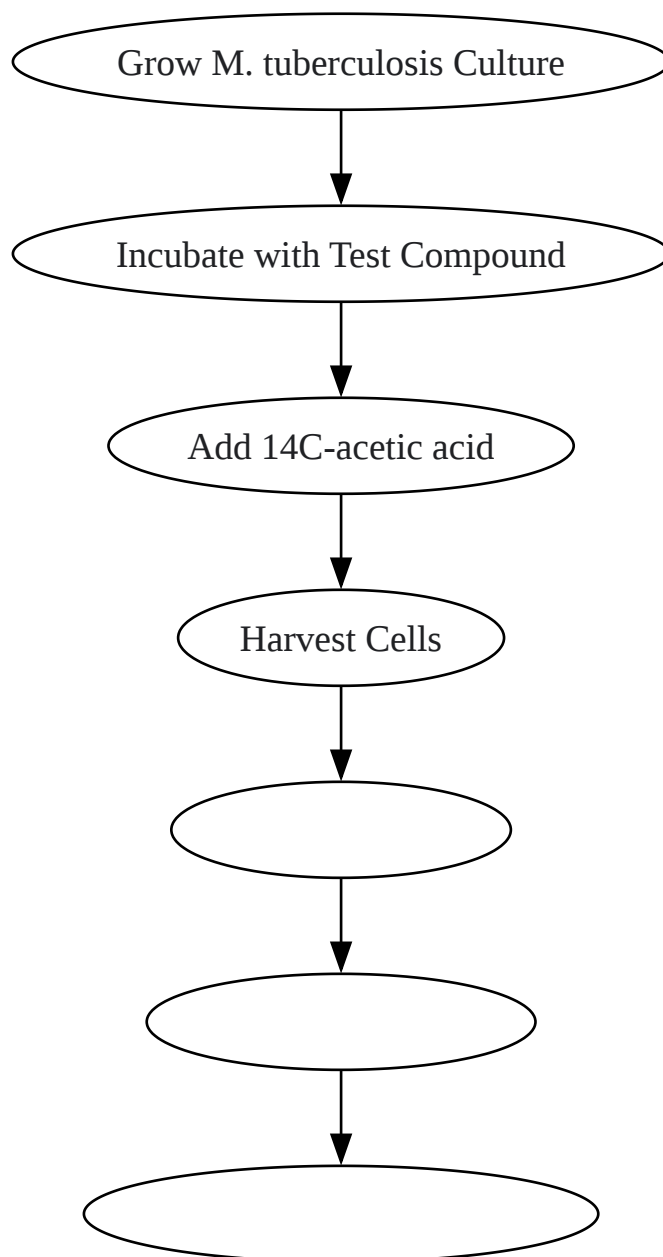 Grow M. tuberculosis Culture
Incubate with Test Compound
Add 14C-acetic acid
Harvest Cells